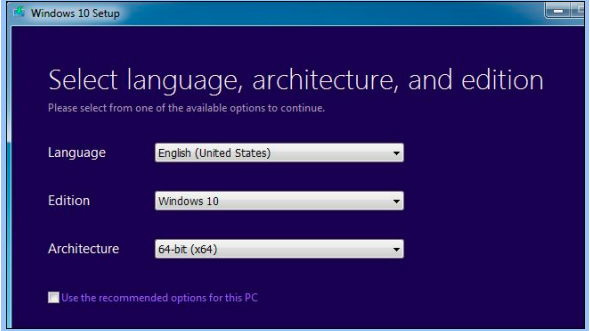 Windows 10 Setup
Select language, architecture, and edition
Please select from one of the available options to continue.
Language
English (United States)
Edition
Windows 10
Architecture
64-bit (x64)
Use the recommended options for this PC